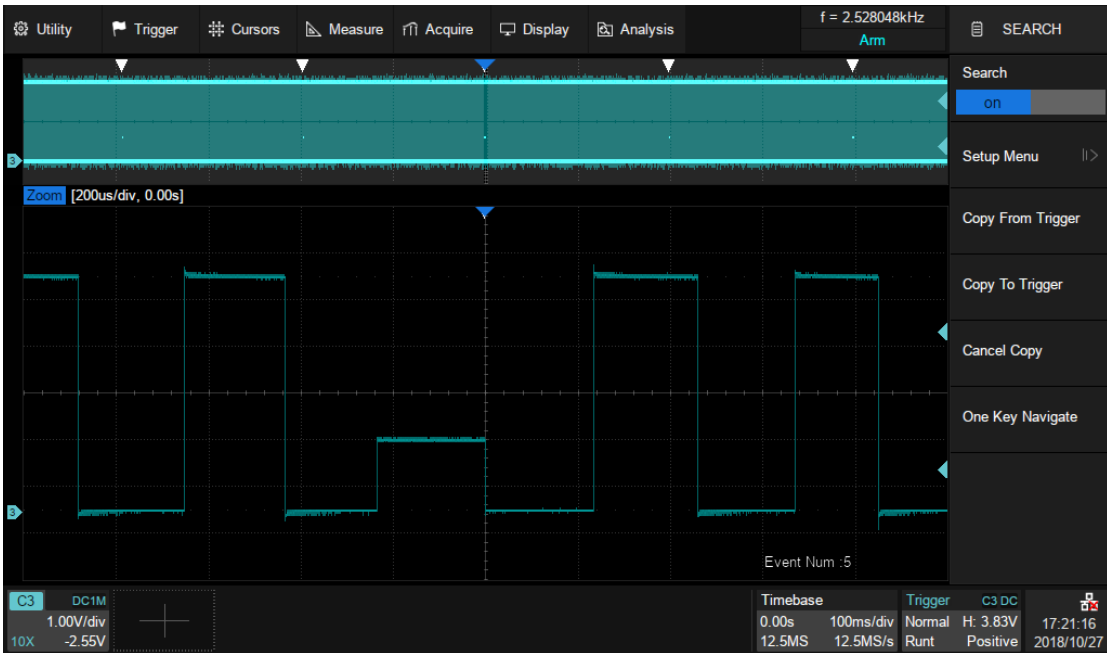 Utility
Trigger
Cursors
Measure
Acquire
Display
Analysis
f = 2.528048kHz
Arm
SEARCH
Search
on
Setup Menu
Copy From Trigger
Copy To Trigger
Cancel Copy
One Key Navigate
3
Zoom [200us/div, 0.00s]
3
Event Num :5
C3 DC1M
1.00V/div
10X -2.55V
Timebase
0.00s 100ms/div
12.5MS 12.5MS/s
Trigger C3 DC
Normal H: 3.83V
Runt Positive
17:21:16
2018/10/27